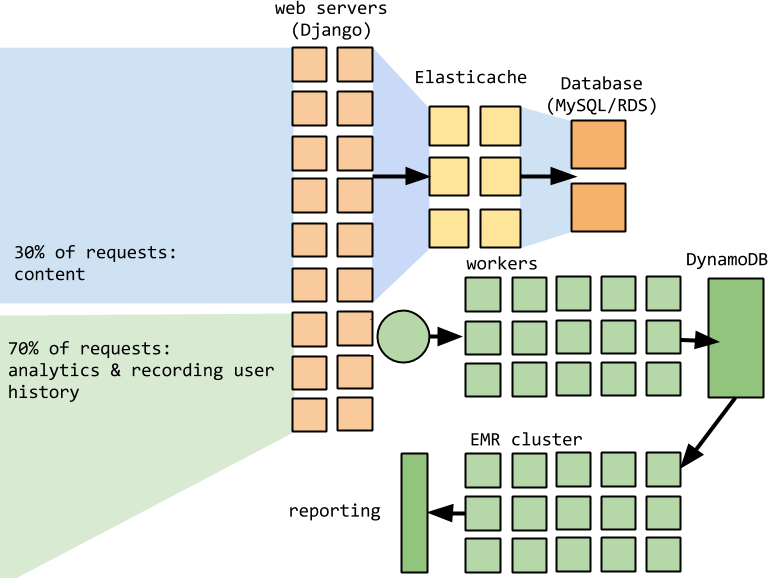 web servers
(Django)
Elasticache
Database
(MySQL/RDS)
30% of requests:
content
workers
DynamoDB
70% of requests:
analytics & recording user
history
EMR cluster
reporting